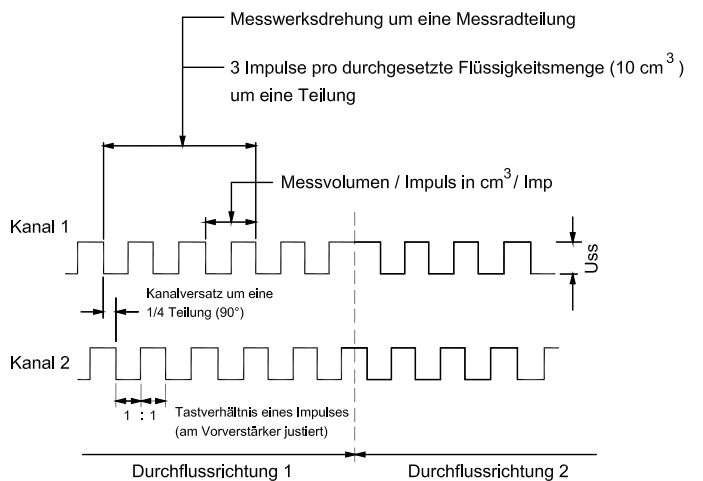 Messwerksdrehung um eine Messradteilung
3 Impulse pro durchgesetzte Flüssigkeitsmenge (10 cm³ )
um eine Teilung
Messvolumen / Impuls in cm³/ Imp
Kanal 1
Uss
Kanalversatz um eine
1/4 Teilung (90°)
Kanal 2
1 : 1
Tastverhältnis eines Impulses
(am Vorverstärker justiert)
Durchflussrichtung 1
Durchflussrichtung 2